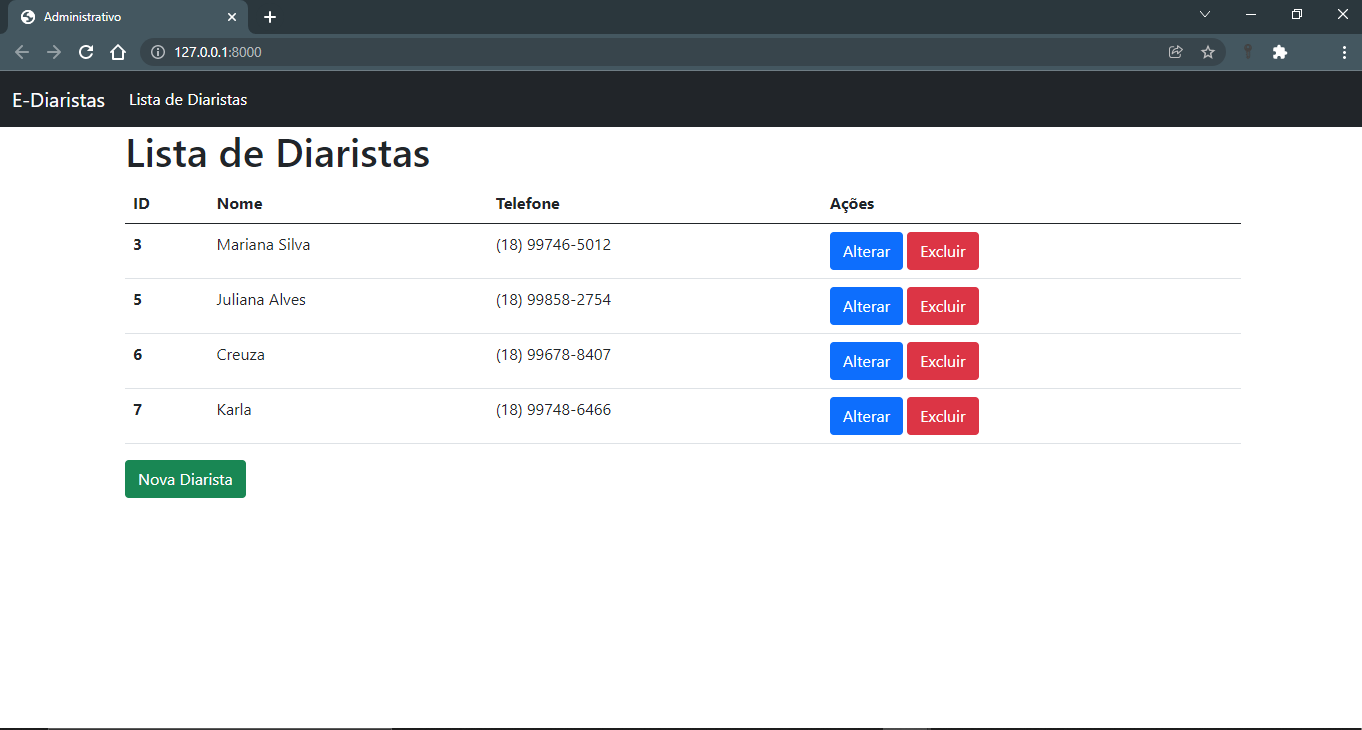 Administrativo
127.0.0.1:8000
E-Diaristas Lista de Diaristas
Lista de Diaristas
ID Nome Telefone Ações
3 Mariana Silva (18) 99746-5012 Alterar Excluir
5 Juliana Alves (18) 99858-2754 Alterar Excluir
6 Creuza (18) 99678-8407 Alterar Excluir
7 Karla (18) 99748-6466 Alterar Excluir
Nova Diarista